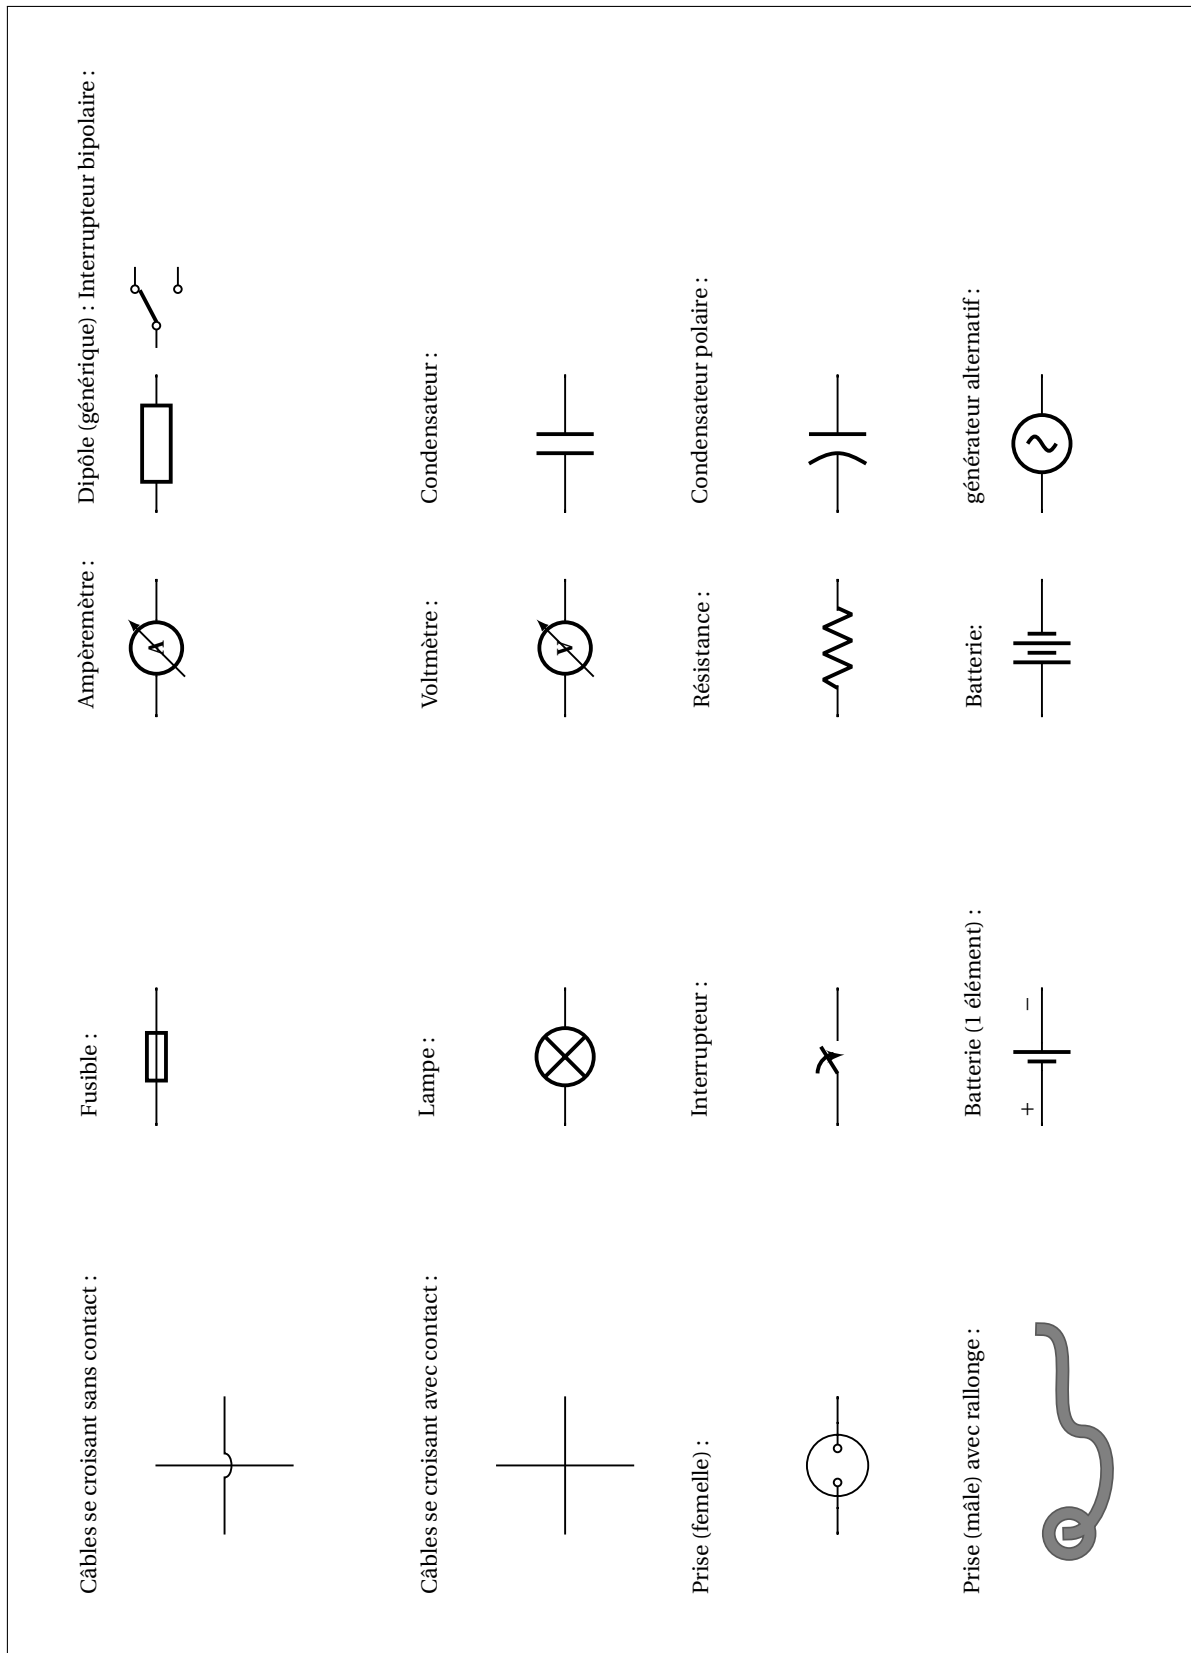 Câbles se croisant sans contact :
Fusible :
Ampèremètre :
Dipôle (générique) : Interrupteur bipolaire :
A
Câbles se croisant avec contact :
Lampe :
Voltmètre :
Condensateur :
V
Prise (femelle) :
Interrupteur :
Résistance :
Condensateur polaire :
Prise (mâle) avec rallonge :
Batterie (1 élément) :
Batterie:
générateur alternatif :
+ −